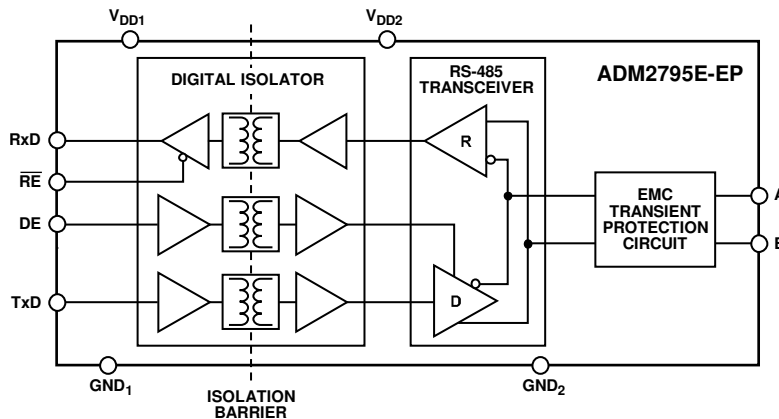 VDD1
VDD2
DIGITAL ISOLATOR
RS-485
TRANSCEIVER
ADM2795E-EP
RxD
R
RE
DE
EMC
TRANSIENT
PROTECTION
CIRCUIT
A
B
TxD
D
GND1
GND2
ISOLATION
BARRIER